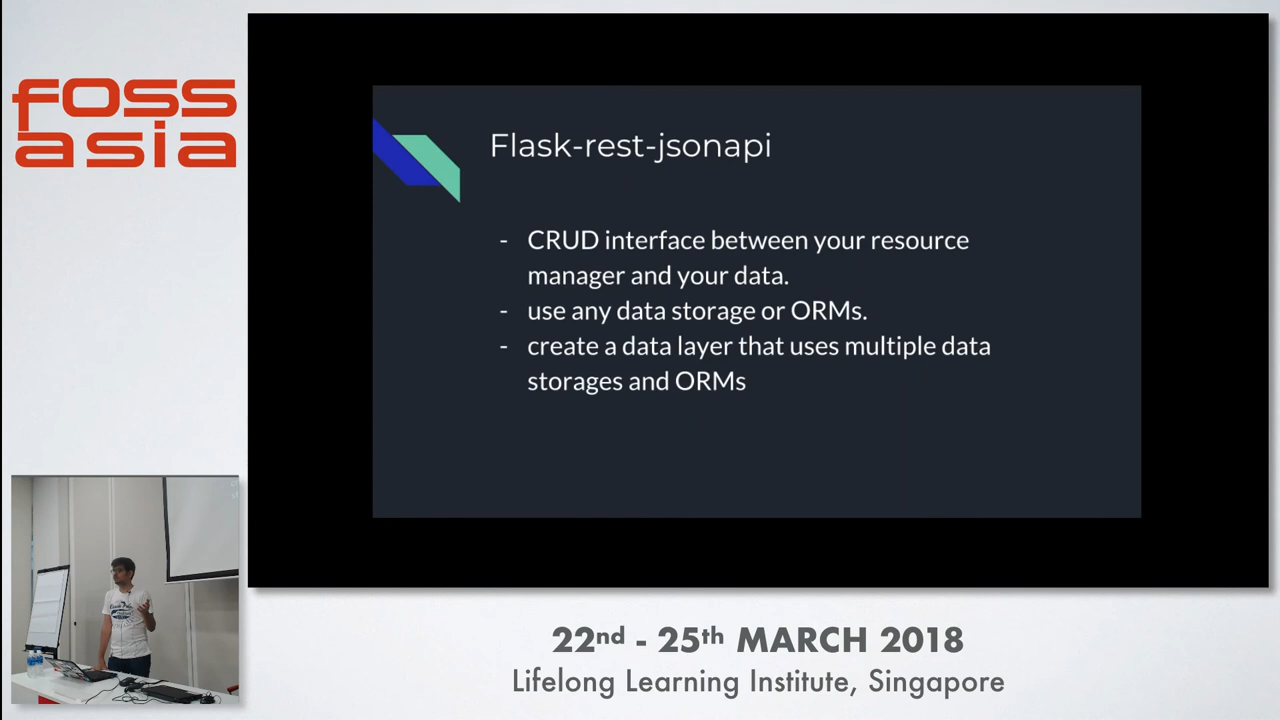 foss
asia
Flask-rest-jsonapi
- CRUD interface between your resource
manager and your data.
- use any data storage or ORMs.
- create a data layer that uses multiple data
storages and ORMs
22nd - 25th MARCH 2018
Lifelong Learning Institute, Singapore